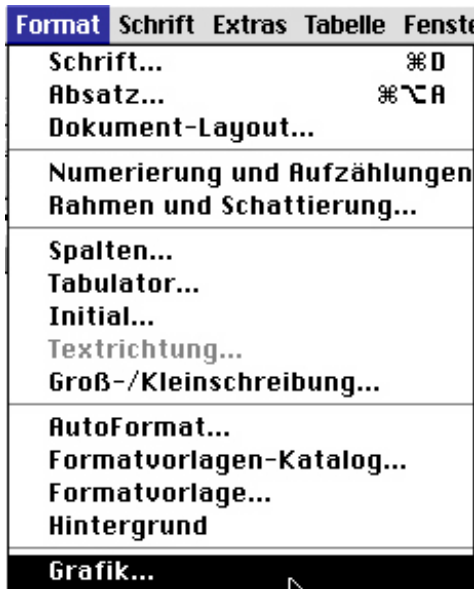 Format Schrift Extras Tabelle Fenste
Schrift... ⌘D
Absatz... ⌘⌥A
Dokument-Layout...
Numerierung und Aufzählungen
Rahmen und Schattierung...
Spalten...
Tabulator...
Initial...
Textrichtung...
Groß-/Kleinschreibung...
AutoFormat...
Formatvorlagen-Katalog...
Formatvorlage...
Hintergrund
Grafik...